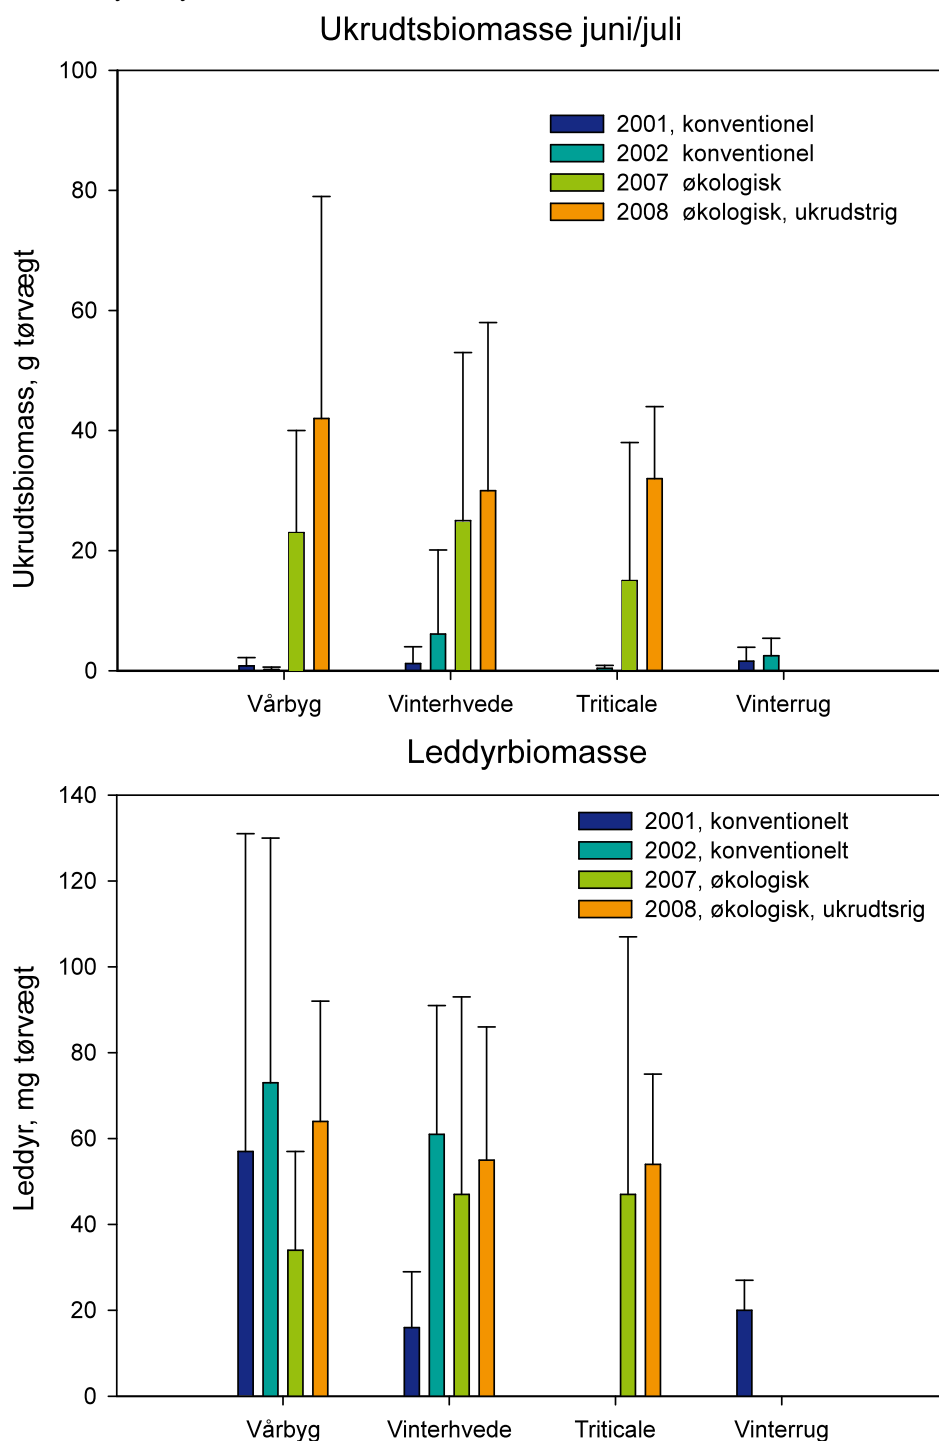 Ukrudtsbiomasse juni/juli
100
80
60
40
20
0
Ukrudtsbiomass, g tørvægt
2001, konventionel
2002 konventionel
2007 økologisk
2008 økologisk, ukrudstrig
Vårbyg Vinterhvede Triticale Vinterrug
Leddyrbiomasse
140
120
100
80
60
40
20
0
Leddyr, mg tørvægt
2001, konventionelt
2002, konventionelt
2007, økologisk
2008, økologisk, ukrudtsrig
Vårbyg Vinterhvede Triticale Vinterrug